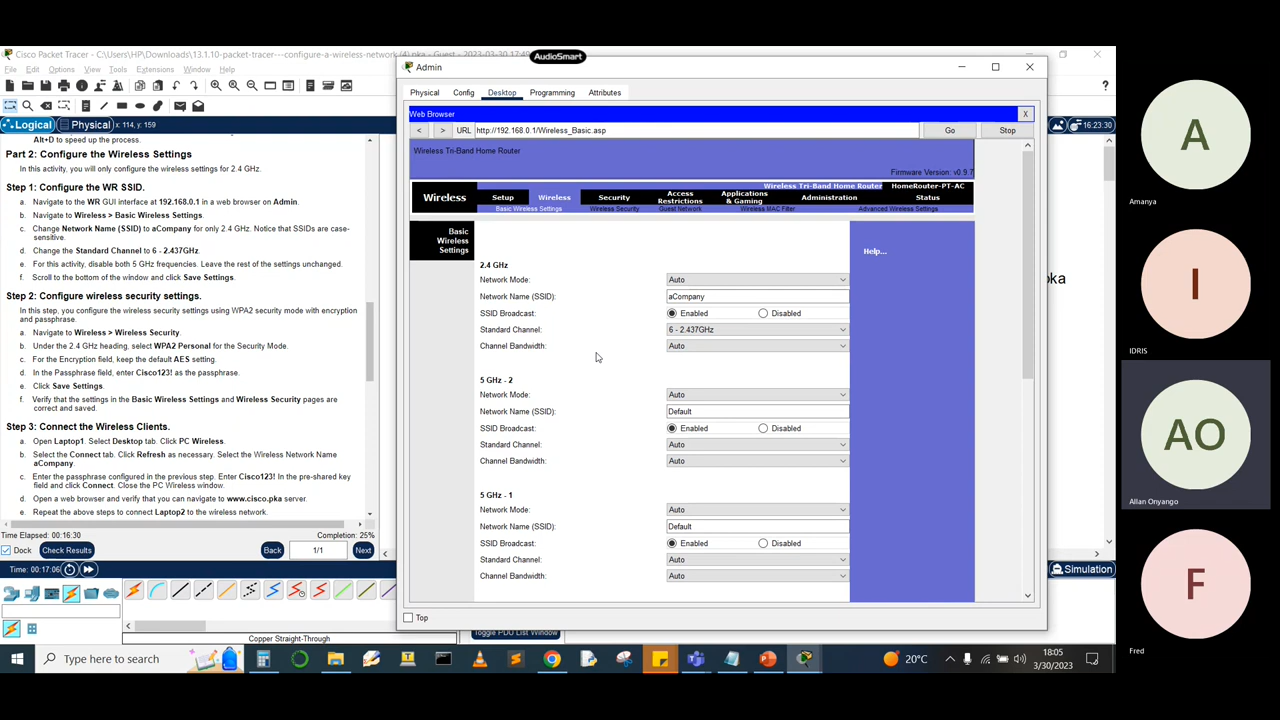 AudioSmart
Cisco Packet Tracer - C:\Users\HP\Downloads\13.1.10-packet-tracer---configure-a-wireless-network (4).pka - Guest - 2023-03-30 17:49
File Edit Options View Tools Extensions Window Help
Logical Physical x: 114, y: 159
16:23:30
Alt+D to speed up the process.
Part 2: Configure the Wireless Settings
In this activity, you will only configure the wireless settings for 2.4 GHz.
Step 1: Configure the WR SSID.
a. Navigate to the WR GUI interface at 192.168.0.1 in a web browser on Admin.
b. Navigate to Wireless > Basic Wireless Settings.
c. Change Network Name (SSID) to aCompany for only 2.4 GHz. Notice that SSIDs are case-
sensitive.
d. Change the Standard Channel to 6 - 2.437GHz.
e. For this activity, disable both 5 GHz frequencies. Leave the rest of the settings unchanged.
f. Scroll to the bottom of the window and click Save Settings.
Step 2: Configure wireless security settings.
In this step, you configure the wireless security settings using WPA2 security mode with encryption
and passphrase.
a. Navigate to Wireless > Wireless Security.
b. Under the 2.4 GHz heading, select WPA2 Personal for the Security Mode.
c. For the Encryption field, keep the default AES setting.
d. In the Passphrase field, enter Cisco123! as the passphrase.
e. Click Save Settings.
f. Verify that the settings in the Basic Wireless Settings and Wireless Security pages are
correct and saved.
Step 3: Connect the Wireless Clients.
a. Open Laptop1. Select Desktop tab. Click PC Wireless.
b. Select the Connect tab. Click Refresh as necessary. Select the Wireless Network Name
aCompany.
c. Enter the passphrase configured in the previous step. Enter Cisco123! In the pre-shared key
field and click Connect. Close the PC Wireless window.
d. Open a web browser and verify that you can navigate to www.cisco.pka server.
e. Repeat the above steps to connect Laptop2 to the wireless network.
Time Elapsed: 00:16:30 Completion: 25%
Dock Check Results Back 1/1 Next
Time: 00:17:06
Copper Straight-Through
Admin
Physical Config Desktop Programming Attributes
Web Browser X
< > URL http://192.168.0.1/Wireless_Basic.asp Go Stop
Wireless Tri-Band Home Router
Firmware Version: v0.9.7
Wireless Tri-Band Home Router HomeRouter-PT-AC
Wireless Setup Wireless Security Access Restrictions Applications & Gaming Administration Status
Basic Wireless Settings Wireless Security Guest Network Wireless MAC Filter Advanced Wireless Settings
Basic
Wireless
Settings
Help...
2.4 GHz
Network Mode: Auto
Network Name (SSID): aCompany
SSID Broadcast: Enabled Disabled
Standard Channel: 6 - 2.437GHz
Channel Bandwidth: Auto
5 GHz - 2
Network Mode: Auto
Network Name (SSID): Default
SSID Broadcast: Enabled Disabled
Standard Channel: Auto
Channel Bandwidth: Auto
5 GHz - 1
Network Mode: Auto
Network Name (SSID): Default
SSID Broadcast: Enabled Disabled
Standard Channel: Auto
Channel Bandwidth: Auto
Top
Toggle PDU List Window
Simulation
Type here to search
20°C
18:05
3/30/2023
A
Amanya
I
IDRIS
AO
Allan Onyango
F
Fred